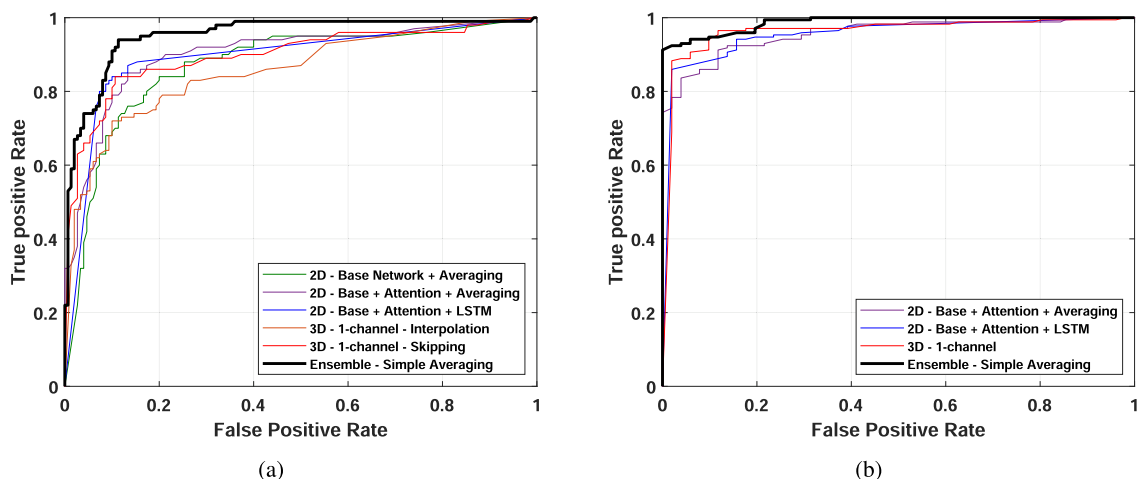 1
0.8
0.6
0.4
0.2
0
0 0.2 0.4 0.6 0.8 1
True positive Rate
False Positive Rate
2D - Base Network + Averaging
2D - Base + Attention + Averaging
2D - Base + Attention + LSTM
3D - 1-channel - Interpolation
3D - 1-channel - Skipping
Ensemble - Simple Averaging
(a)
1
0.8
0.6
0.4
0.2
0
0 0.2 0.4 0.6 0.8 1
True positive Rate
False Positive Rate
2D - Base + Attention + Averaging
2D - Base + Attention + LSTM
3D - 1-channel
Ensemble - Simple Averaging
(b)